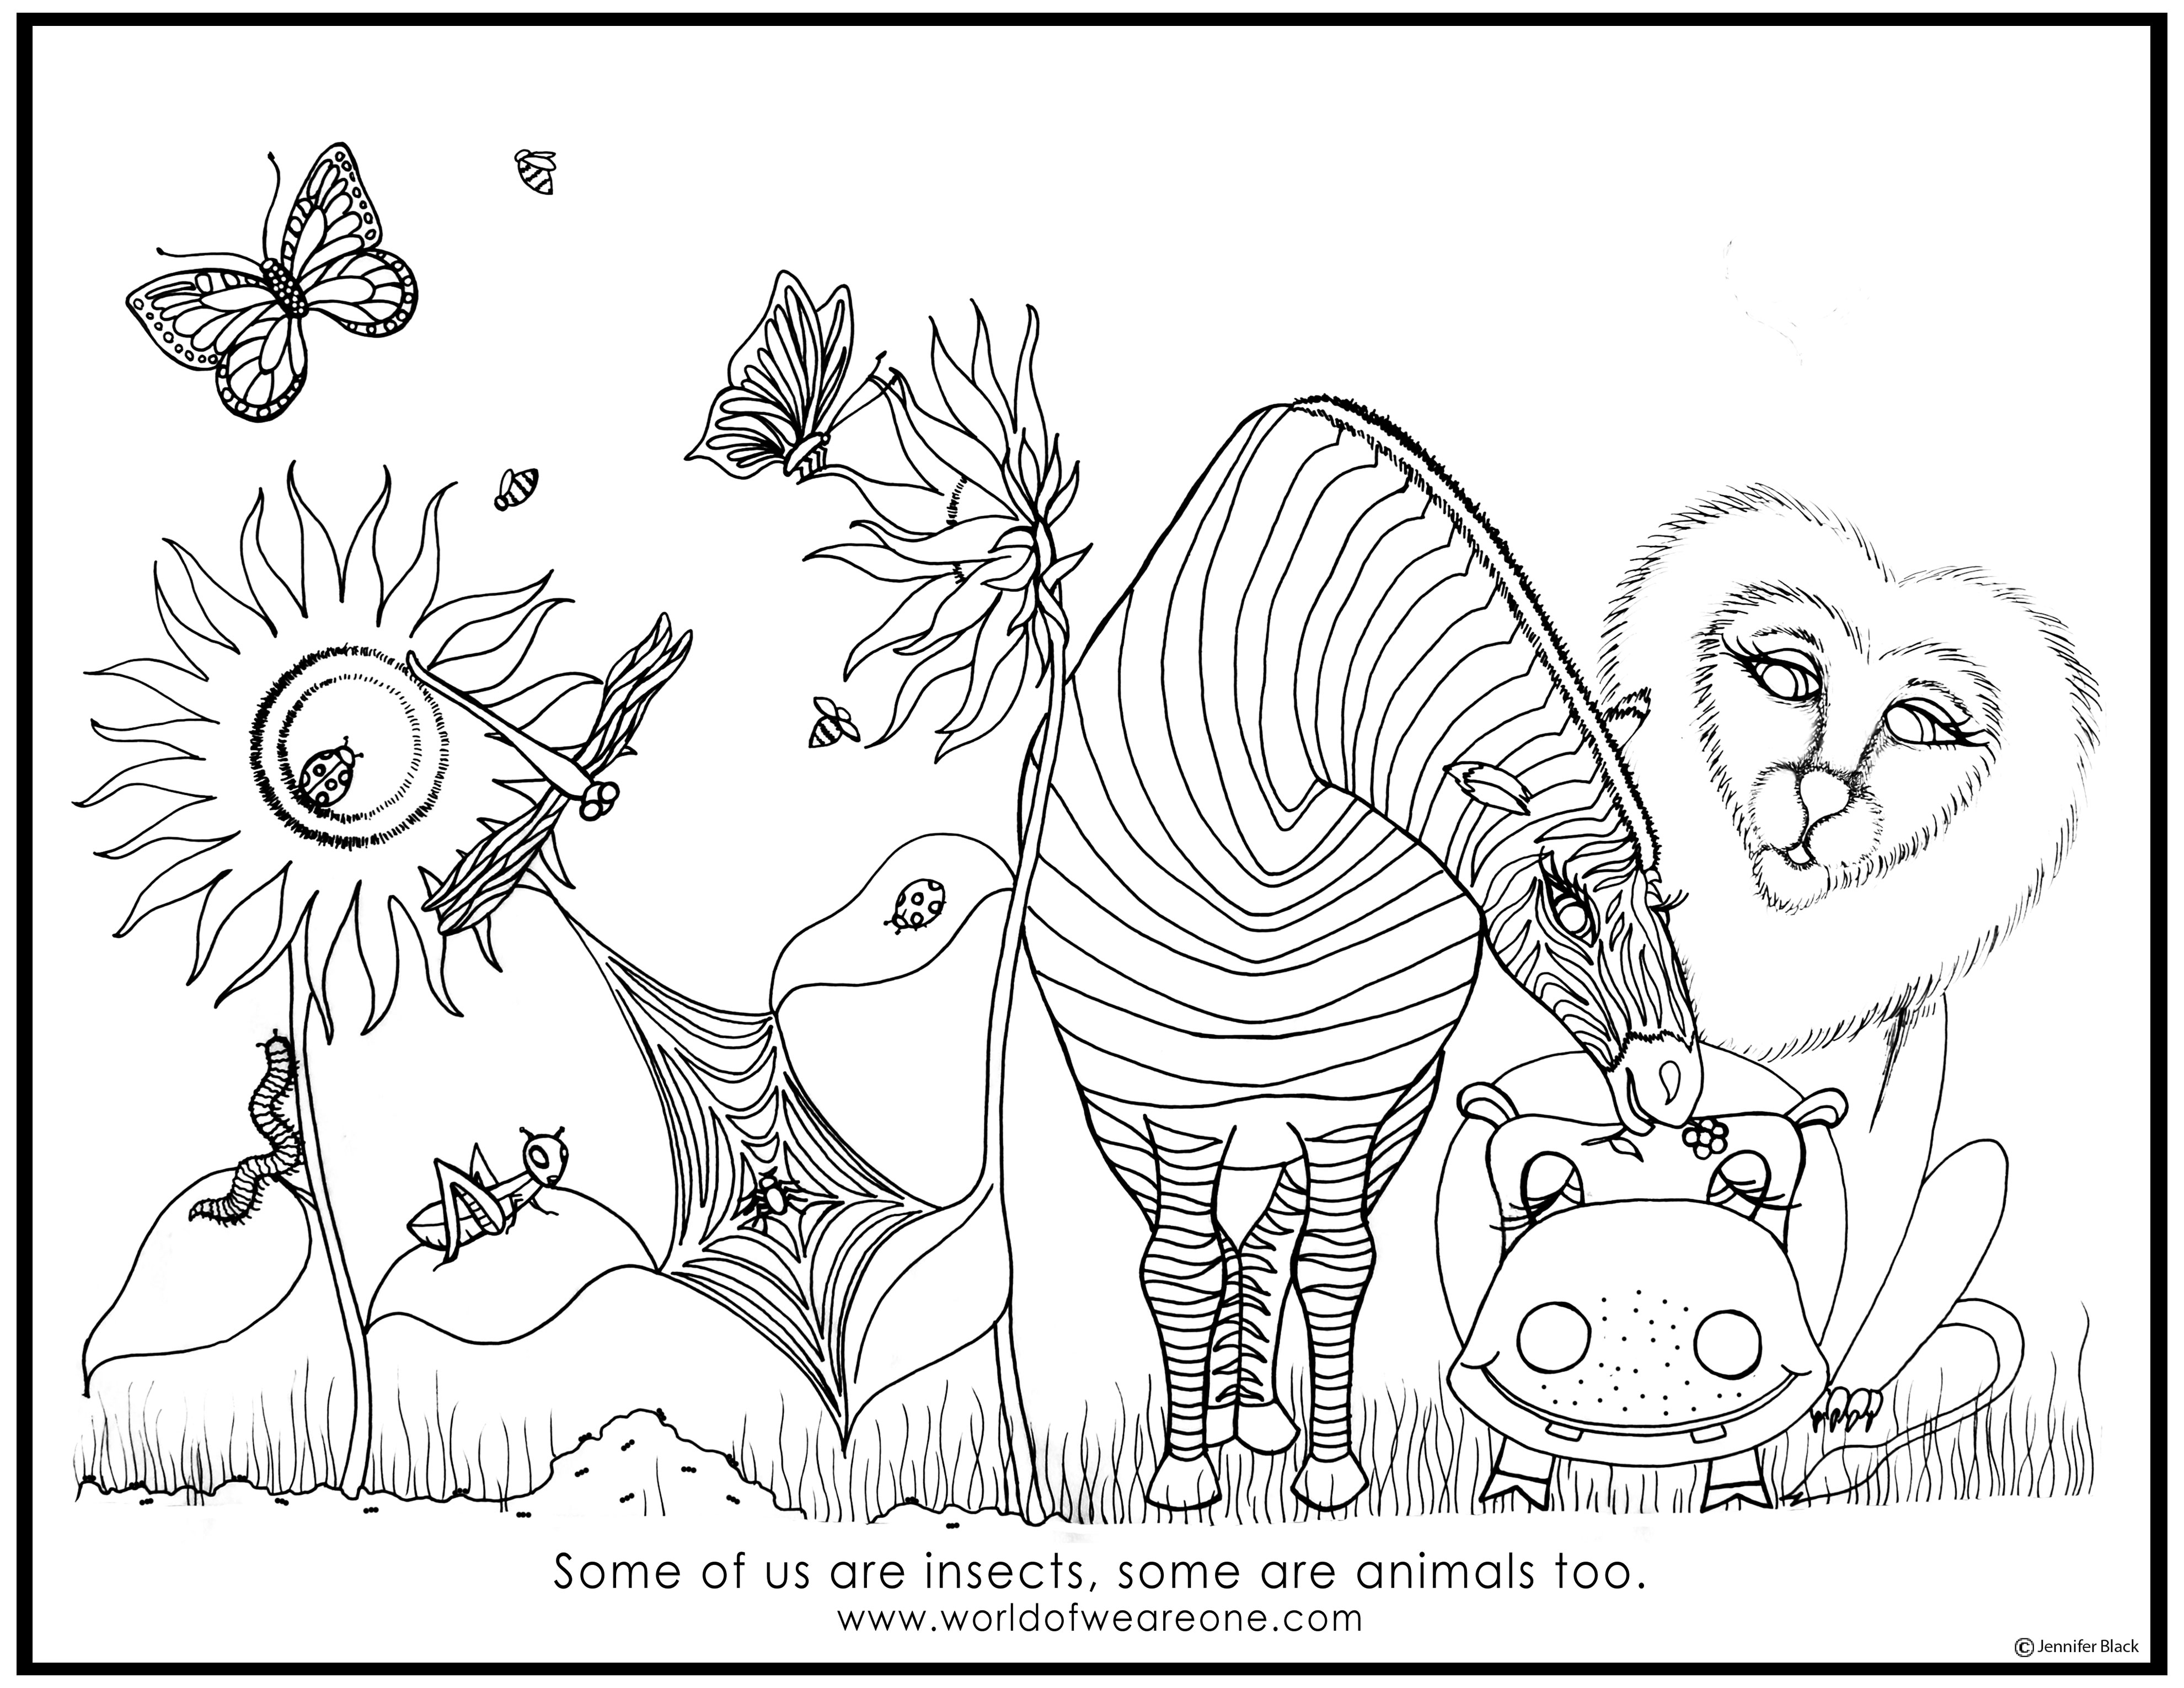 Some of us are insects, some are animals too.
www.worldofweareone.com
© Jennifer Black